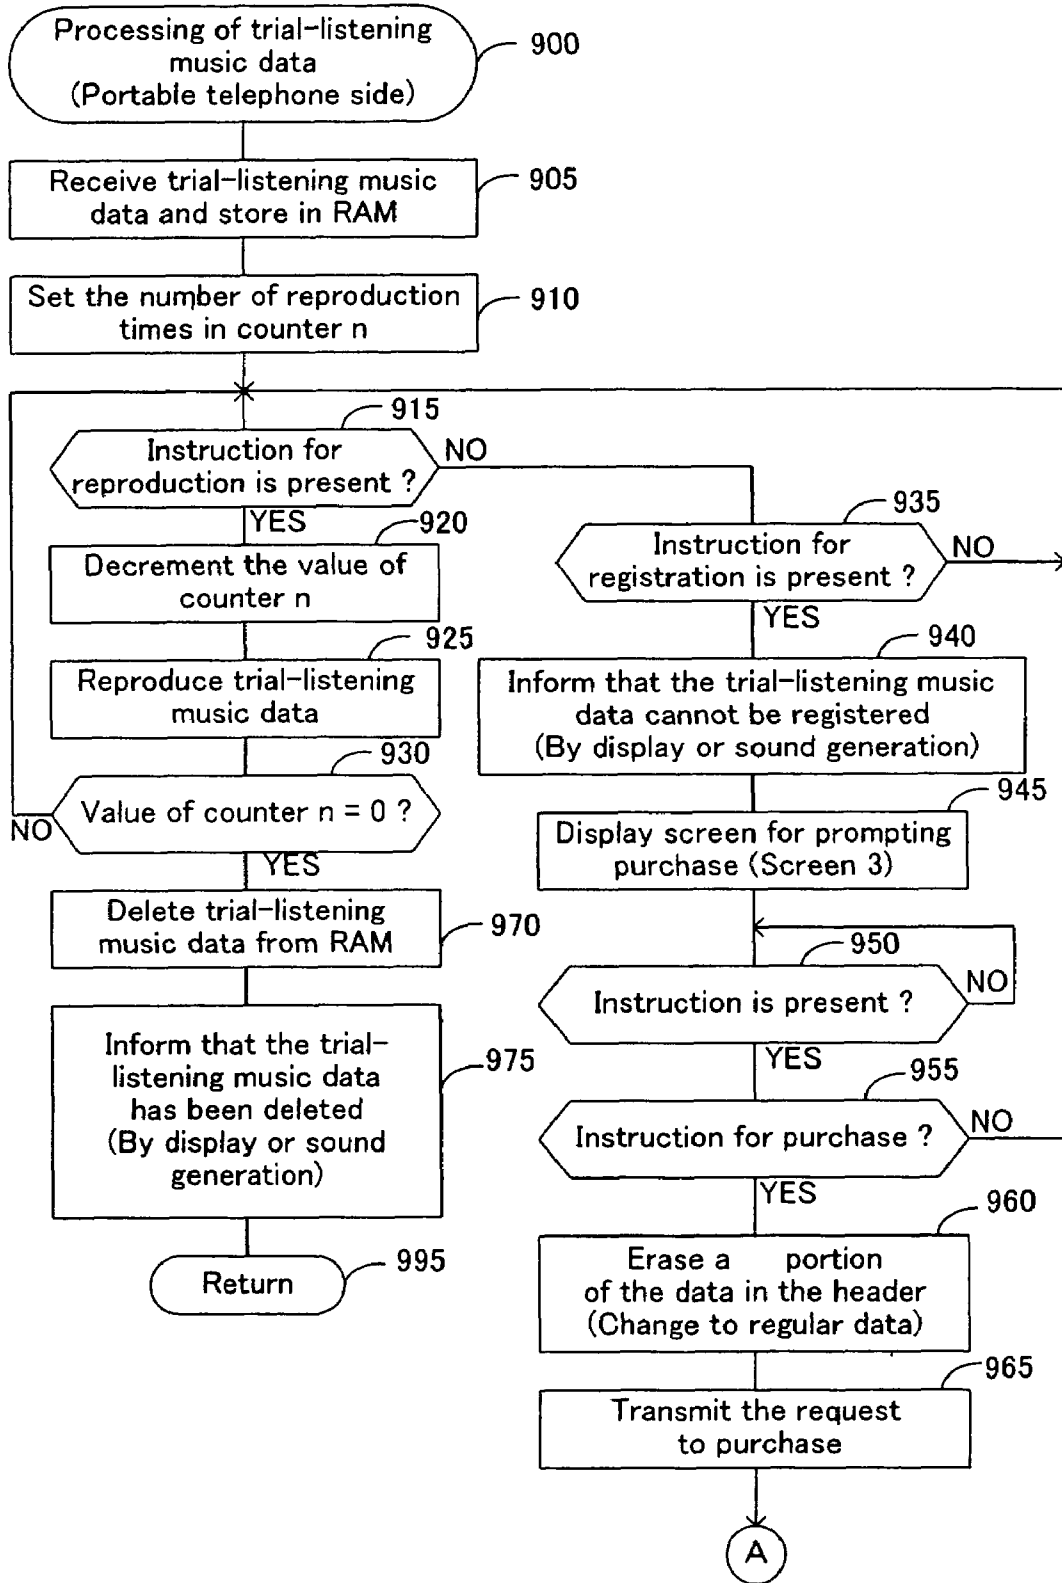 Processing of trial-listening
music data
(Portable telephone side)
900
Receive trial-listening music
data and store in RAM
905
Set the number of reproduction
times in counter n
910
915
Instruction for
reproduction is present ?
NO
YES
920
Decrement the value of
counter n
925
Reproduce trial-listening
music data
930
Value of counter n = 0 ?
NO
YES
Delete trial-listening
music data from RAM
970
Inform that the trial-
listening music data
has been deleted
(By display or sound
generation)
975
Return
995
935
Instruction for
registration is present ?
NO
YES
940
Inform that the trial-listening music
data cannot be registered
(By display or sound generation)
945
Display screen for prompting
purchase (Screen 3)
950
Instruction is present ?
NO
YES
955
Instruction for purchase ?
NO
YES
960
Erase a portion
of the data in the header
(Change to regular data)
965
Transmit the request
to purchase
A